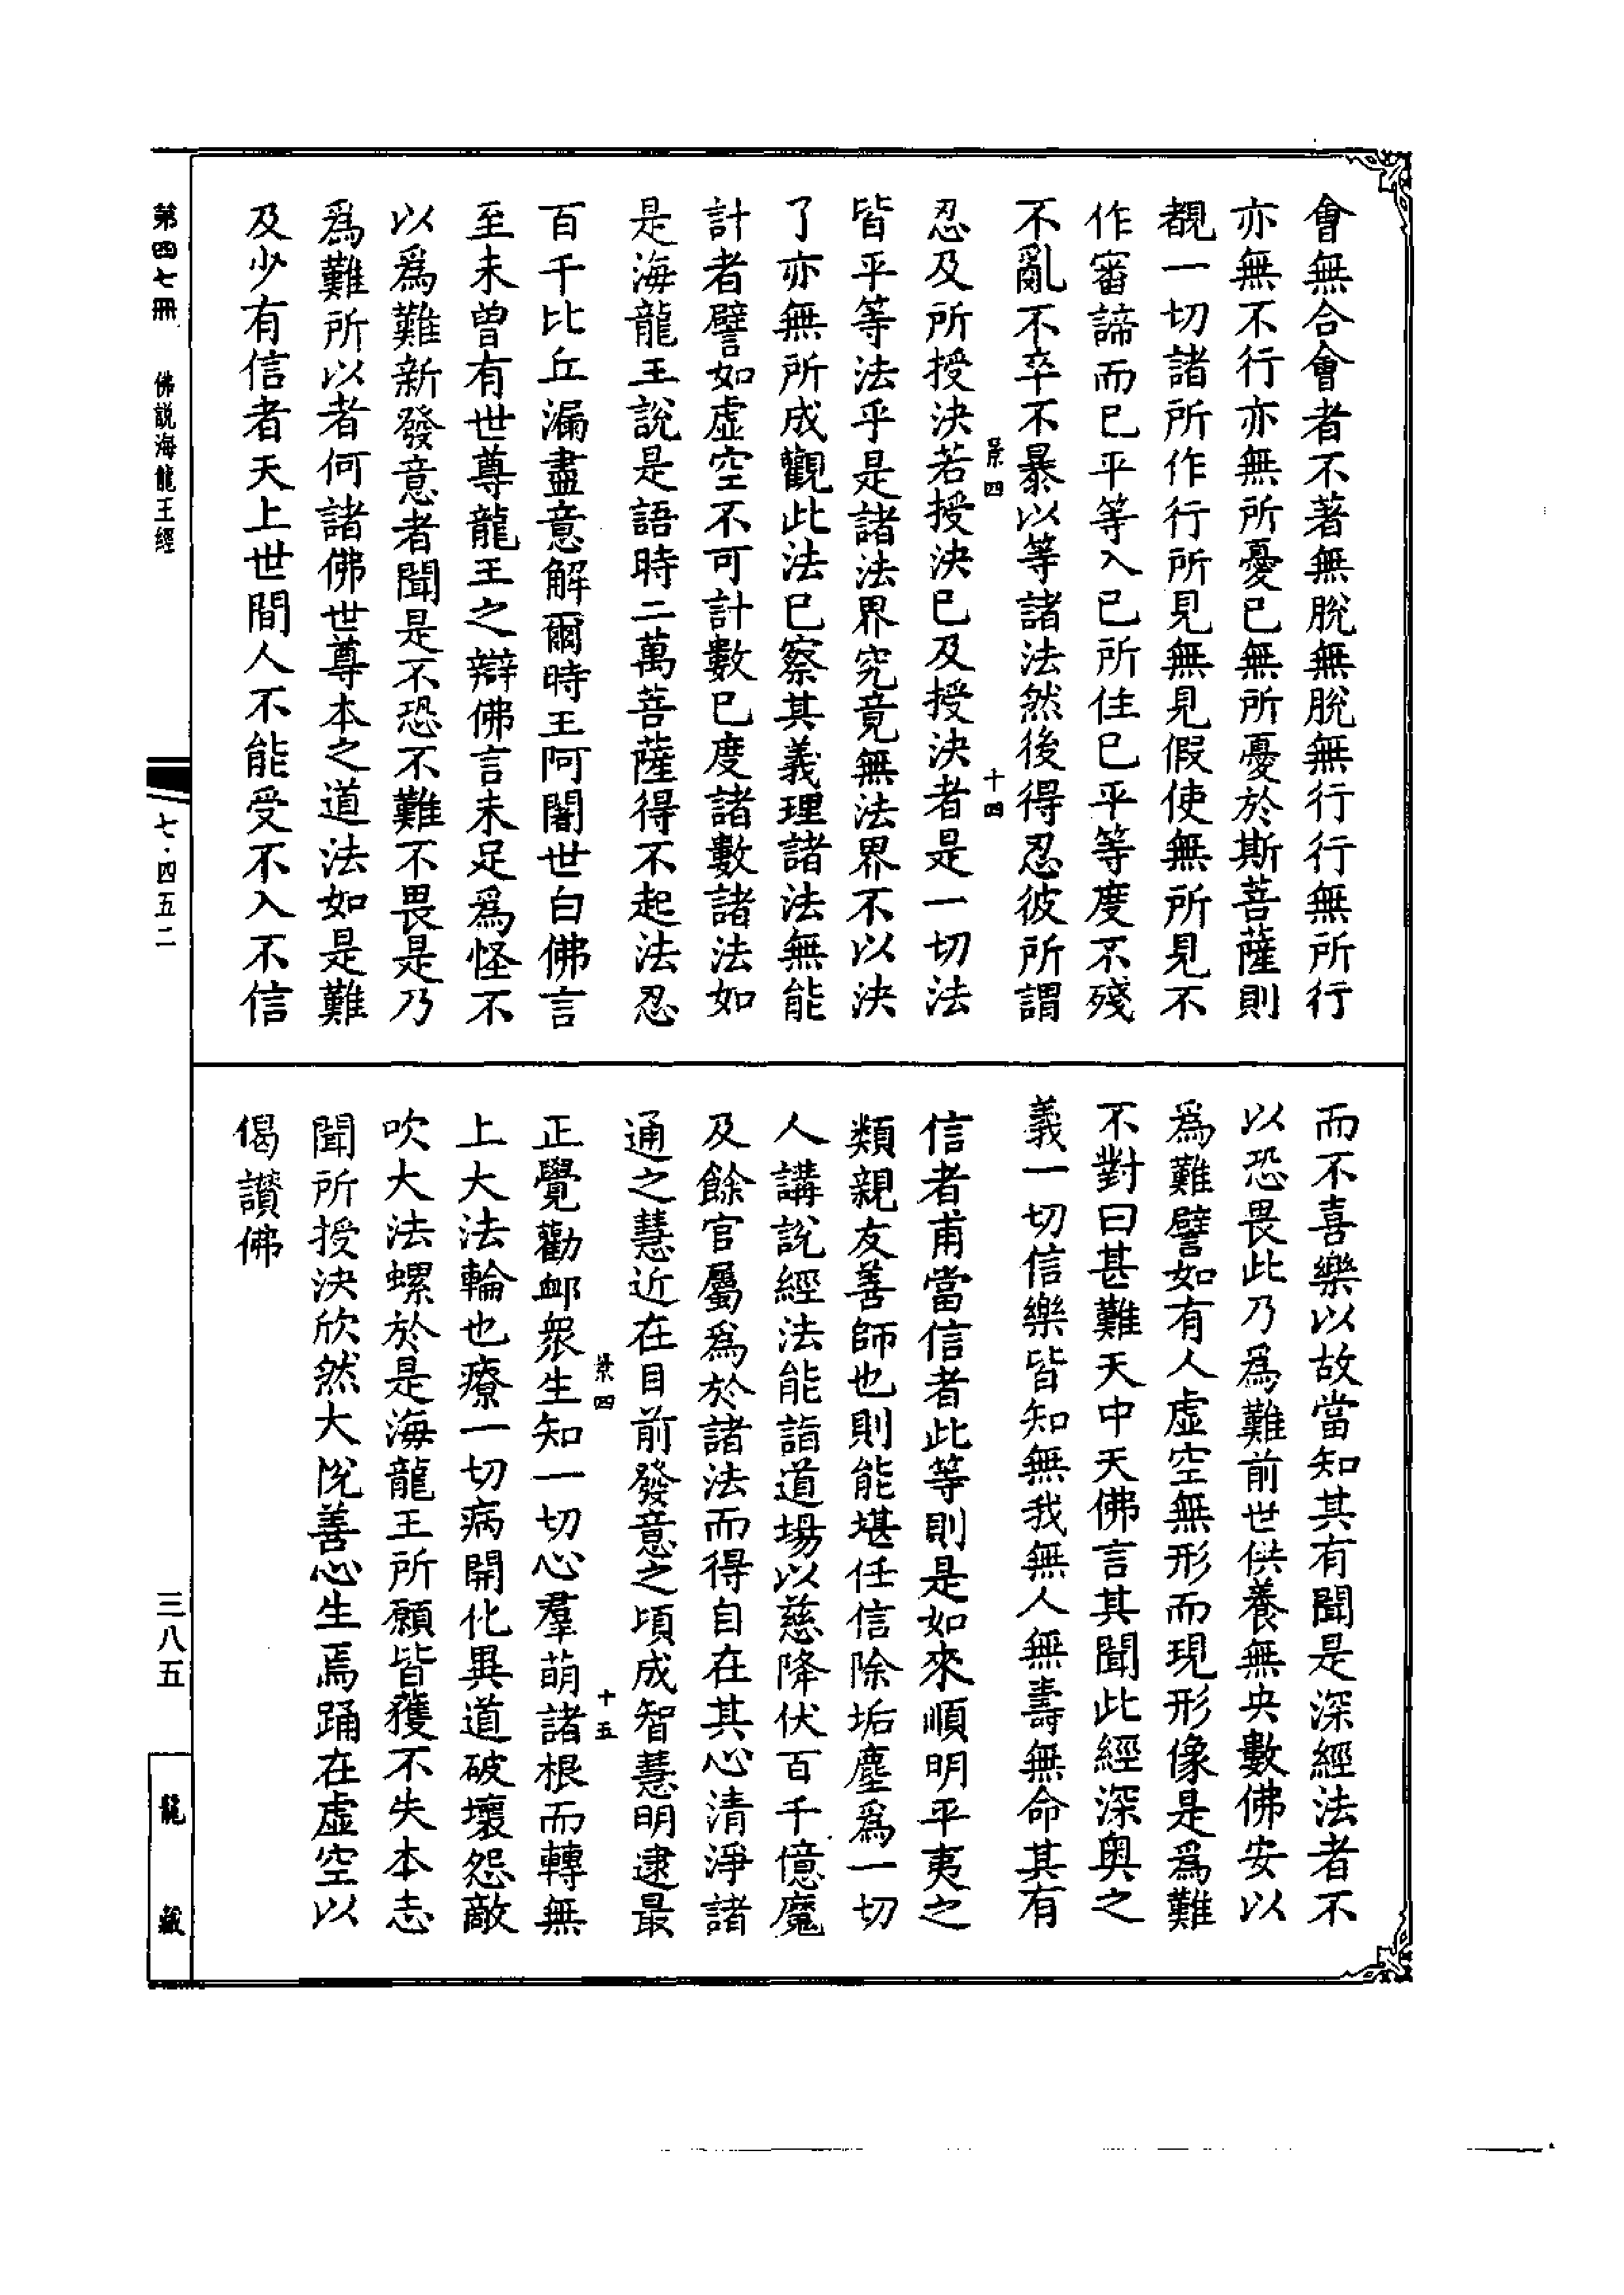 會無合會者不著無脫無脫無行行無所行
亦無不行亦無所憂已無所憂於斯菩薩則
覩一切諸所作行所見無見假使無所見不
作審諦而已平等入已所住已平等度不殘
不亂不卒不暴以等諸法然後得忍彼所謂
忍及所授決若授決已及授決者是一切法
景四
十四
皆平等法乎是諸法界究竟無法界不以決
了亦無所成觀此法已察其義理諸法無能
計者譬如虛空不可計數已度諸數諸法如
是海龍王說是語時二萬菩薩得不起法忍
百千比丘漏盡意解爾時王阿闍世白佛言
至未曾有世尊龍王之辯佛言未足爲怪不
以爲難新發意者聞是不恐不難不畏是乃
爲難所以者何諸佛世尊本之道法如是難
及少有信者天上世間人不能受不入不信
而不喜樂以故當知其有聞是深經法者不
以恐畏此乃爲難前世供養無央數佛安以
爲難譬如有人虛空無形而現形像是爲難
不對曰甚難天中天佛言其聞此經深奧之
義一切信樂皆知無我無人無壽無命其有
信者甫當信者此等則是如來順明平夷之
類親友善師也則能堪任信除垢塵爲一切
人講說經法能詣道場以慈降伏百千億魔
及餘官屬爲於諸法而得自在其心清淨諸
通之慧近在目前發意之頃成智慧明逮最
景四
十五
正覺勸卹衆生知一切心羣萌諸根而轉無
上大法輪也療一切病開化異道破壞怨敵
吹大法螺於是海龍王所願皆獲不失本志
聞所授決欣然大悅善心生焉踊在虛空以
偈讃佛
第四七冊 佛説海龍王經
七·四五二
三八五
龍藏